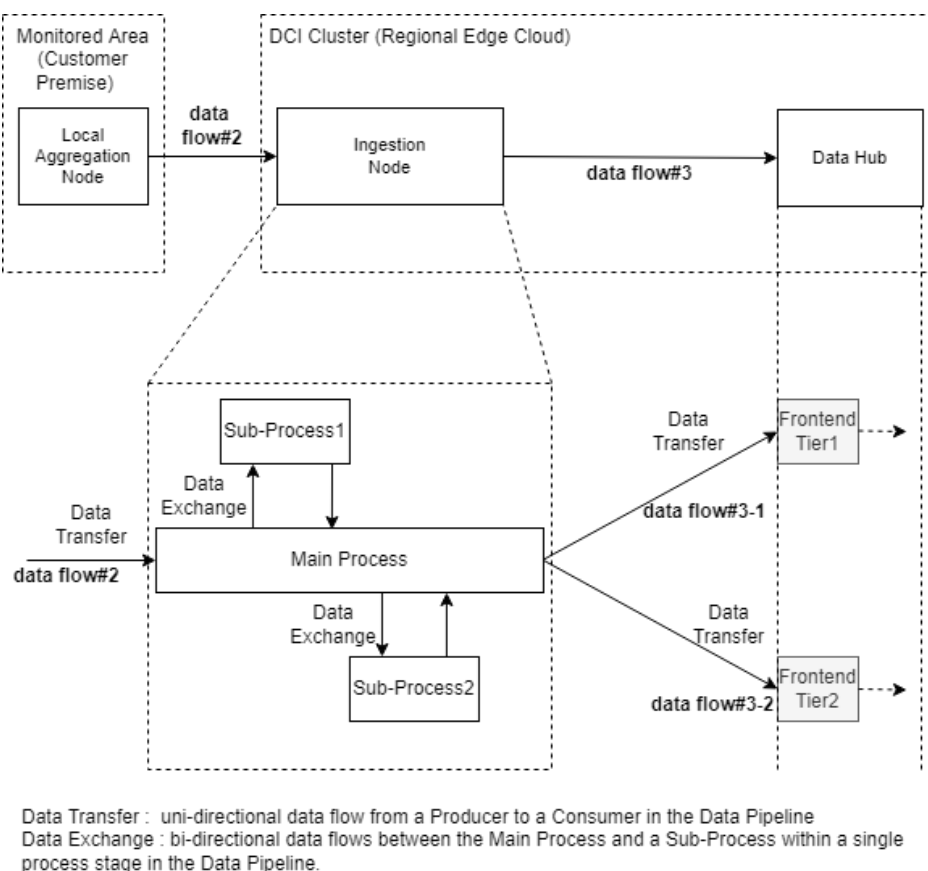 Monitored Area
(Customer
Premise)
DCI Cluster (Regional Edge Cloud)
Local
Aggregation
Node
data
flow#2
Ingestion
Node
data flow#3
Data Hub
Sub-Process1
Data
Exchange
Data
Transfer
data flow#2
Main Process
Data
Exchange
Sub-Process2
Data
Transfer
data flow#3-1
Frontend
Tier1
Data
Transfer
data flow#3-2
Frontend
Tier2
Data Transfer : uni-directional data flow from a Producer to a Consumer in the Data Pipeline
Data Exchange : bi-directional data flows between the Main Process and a Sub-Process within a single
process stage in the Data Pipeline.